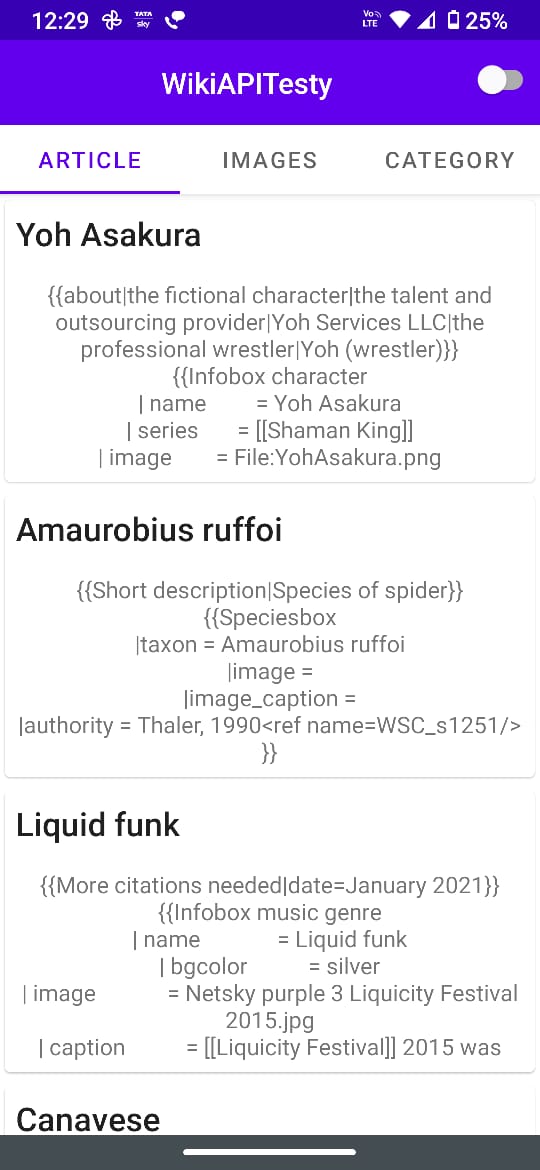 12:29 TATA sky Vo LTE 25%
WikiAPITesty
ARTICLE IMAGES CATEGORY
Yoh Asakura
{{about|the fictional character|the talent and
outsourcing provider|Yoh Services LLC|the
professional wrestler|Yoh (wrestler)}}
{{Infobox character
| name = Yoh Asakura
| series = [[Shaman King]]
| image = File:YohAsakura.png
Amaurobius ruffoi
{{Short description|Species of spider}}
{{Speciesbox
|taxon = Amaurobius ruffoi
|image =
|image_caption =
|authority = Thaler, 1990<ref name=WSC_s1251/>
}}
Liquid funk
{{More citations needed|date=January 2021}}
{{Infobox music genre
| name = Liquid funk
| bgcolor = silver
| image = Netsky purple 3 Liquicity Festival
2015.jpg
| caption = [[Liquicity Festival]] 2015 was
Canavese